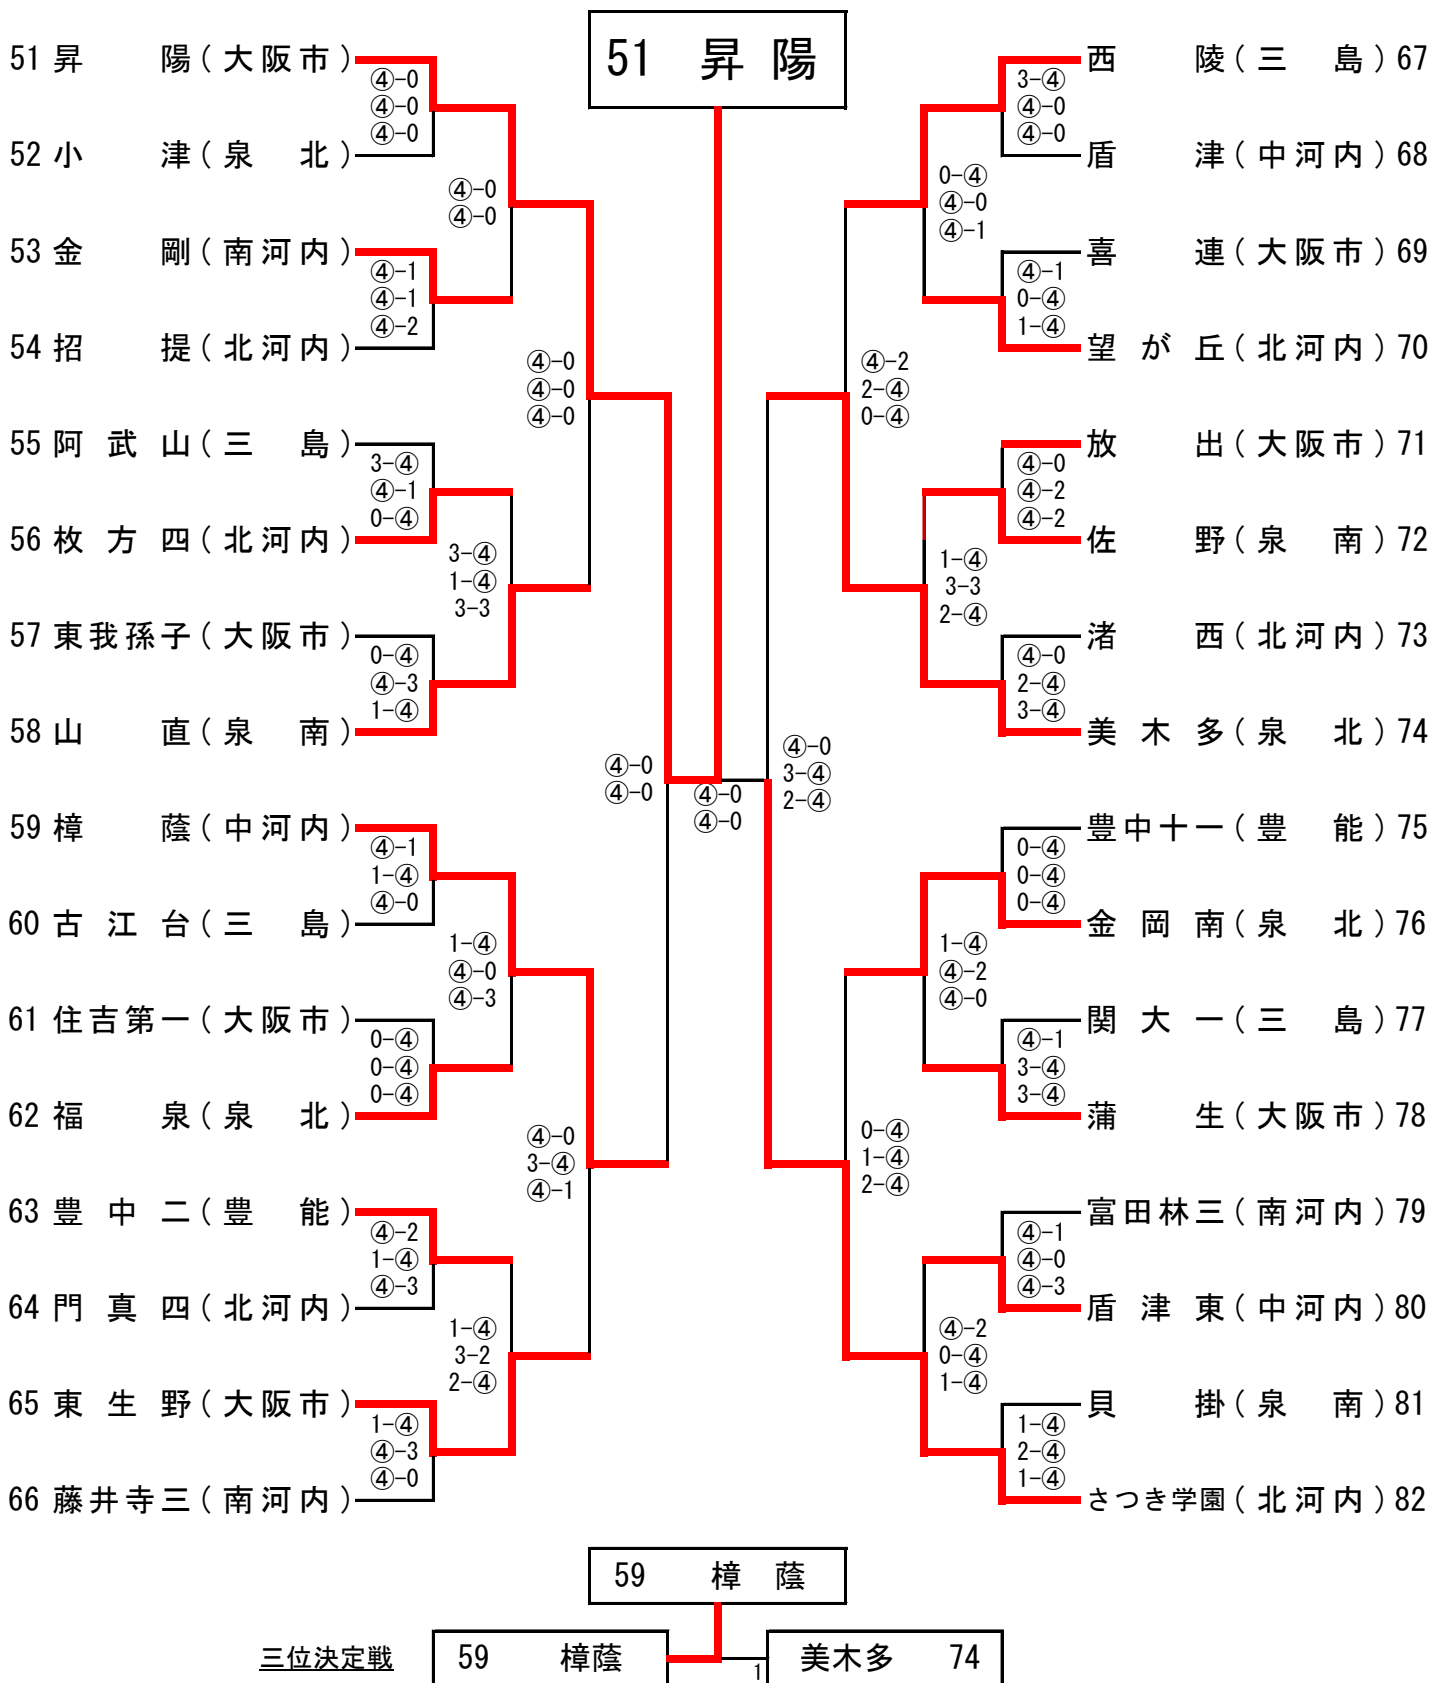 51 昇陽
51 昇陽(大阪市)
④-0
④-0
④-0
52 小津(泉北)
④-0
④-0
53 金剛(南河内)
④-1
④-1
④-2
54 招提(北河内)
④-0
④-0
④-0
55 阿武山(三島)
3-④
④-1
0-④
56 枚方四(北河内)
3-④
1-④
3-3
57 東我孫子(大阪市)
0-④
④-3
1-④
58 山直(泉南)
④-0
④-0
59 樟蔭(中河内)
④-1
1-④
④-0
60 古江台(三島)
1-④
④-0
④-3
61 住吉第一(大阪市)
0-④
0-④
0-④
62 福泉(泉北)
④-0
3-④
④-1
63 豊中二(豊能)
④-2
1-④
④-3
64 門真四(北河内)
1-④
3-2
2-④
65 東生野(大阪市)
1-④
④-3
④-0
66 藤井寺三(南河内)
④-0
④-0
西陵(三島)67
3-④
④-0
④-0
盾津(中河内)68
0-④
④-0
④-1
喜連(大阪市)69
④-1
0-④
1-④
望が丘(北河内)70
④-2
2-④
0-④
放出(大阪市)71
④-0
④-2
④-2
佐野(泉南)72
1-④
3-3
2-④
渚西(北河内)73
④-0
2-④
3-④
美木多(泉北)74
④-0
3-④
2-④
豊中十一(豊能)75
0-④
0-④
0-④
金岡南(泉北)76
1-④
④-2
④-0
関大一(三島)77
④-1
3-④
3-④
蒲生(大阪市)78
0-④
1-④
2-④
富田林三(南河内)79
④-1
④-0
④-3
盾津東(中河内)80
④-2
0-④
1-④
貝掛(泉南)81
1-④
2-④
1-④
さつき学園(北河内)82
59 樟蔭
三位決定戦 59 樟蔭 1 美木多 74